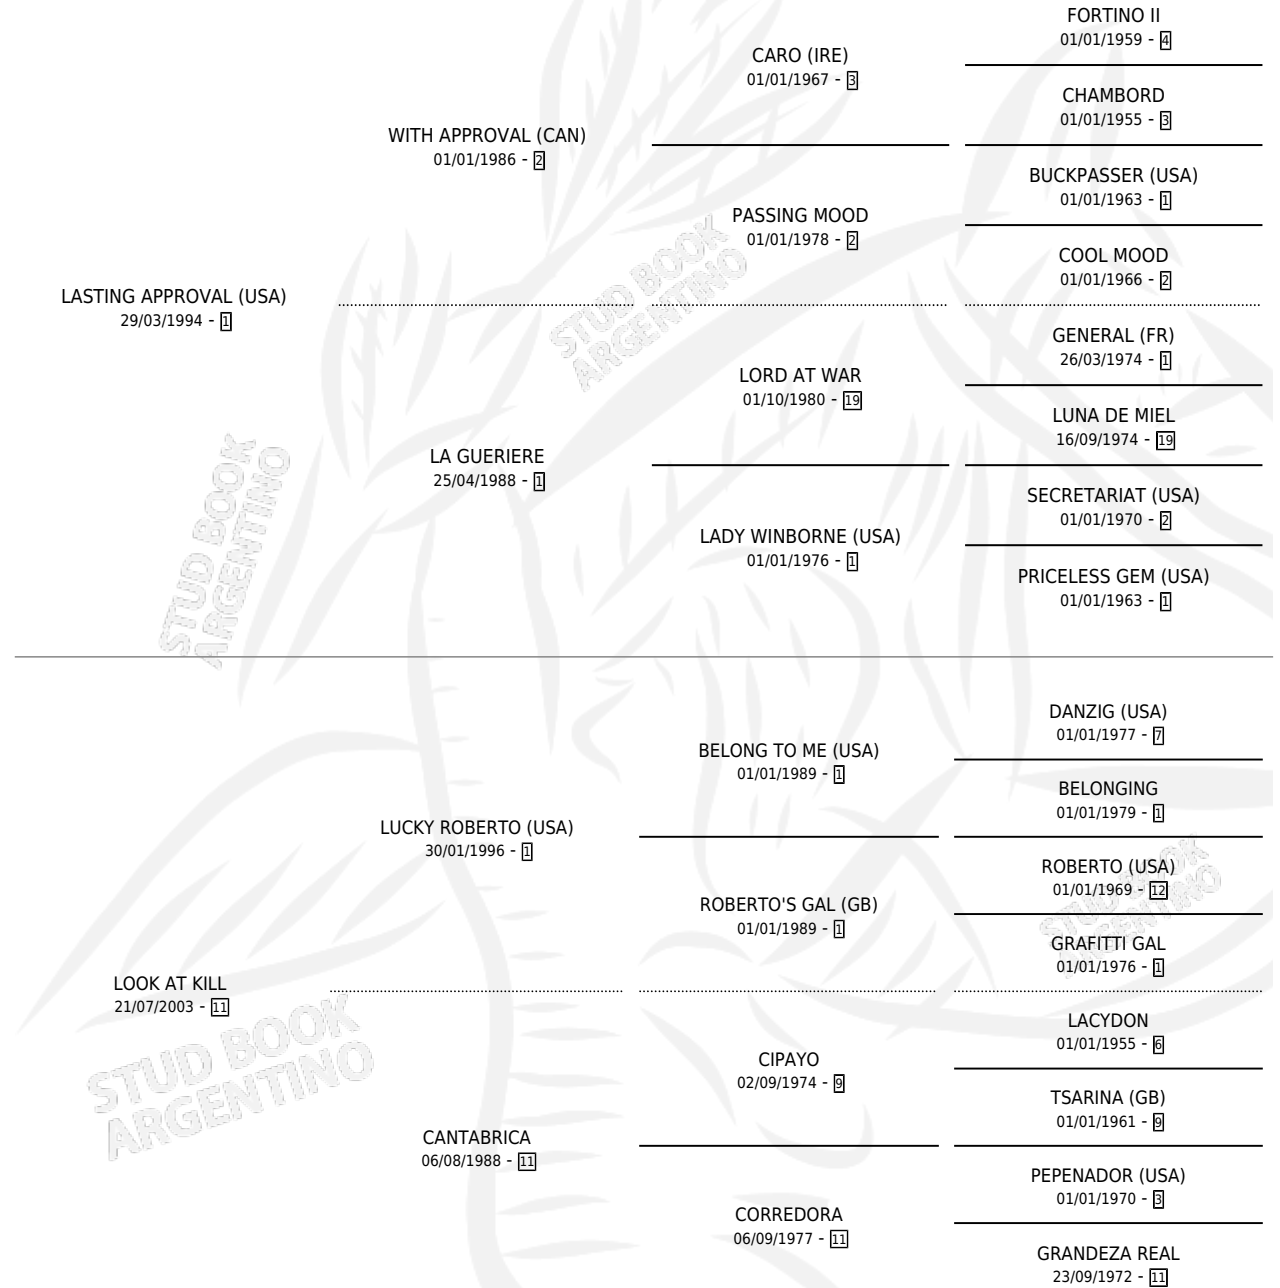 FORTINO II
01/01/1959 - 4
CARO (IRE)
01/01/1967 - 3
CHAMBORD
01/01/1955 - 3
WITH APPROVAL (CAN)
01/01/1986 - 2
BUCKPASSER (USA)
01/01/1963 - 1
PASSING MOOD
01/01/1978 - 2
COOL MOOD
01/01/1966 - 2
LASTING APPROVAL (USA)
29/03/1994 - 1
STUD BOOK
ARGENTINO
GENERAL (FR)
26/03/1974 - 1
LORD AT WAR
01/10/1980 - 19
LUNA DE MIEL
16/09/1974 - 19
LA GUERIERE
25/04/1988 - 1
SECRETARIAT (USA)
01/01/1970 - 2
LADY WINBORNE (USA)
01/01/1976 - 1
PRICELESS GEM (USA)
01/01/1963 - 1
STUD BOOK
ARGENTINO
DANZIG (USA)
01/01/1977 - 7
BELONG TO ME (USA)
01/01/1989 - 1
BELONGING
01/01/1979 - 1
LUCKY ROBERTO (USA)
30/01/1996 - 1
ROBERTO (USA)
01/01/1969 - 12
ROBERTO'S GAL (GB)
01/01/1989 - 1
GRAFITTI GAL
01/01/1976 - 1
STUD BOOK
ARGENTINO
LOOK AT KILL
21/07/2003 - 11
LACYDON
01/01/1955 - 6
CIPAYO
02/09/1974 - 9
TSARINA (GB)
01/01/1961 - 9
STUD BOOK
ARGENTINO
CANTABRICA
06/08/1988 - 11
PEPENADOR (USA)
01/01/1970 - 3
CORREDORA
06/09/1977 - 11
GRANDEZA REAL
23/09/1972 - 11